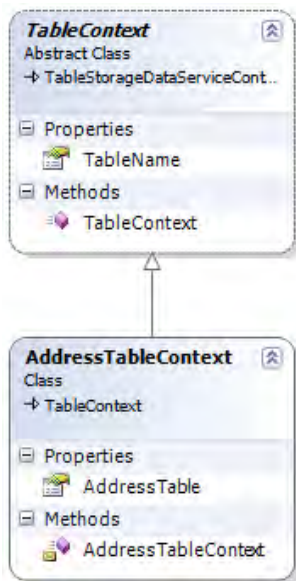 TableContext
Abstract Class
TableStorageDataServiceCont...
Properties
TableName
Methods
TableContext
AddressTableContext
Class
TableContext
Properties
AddressTable
Methods
AddressTableContext